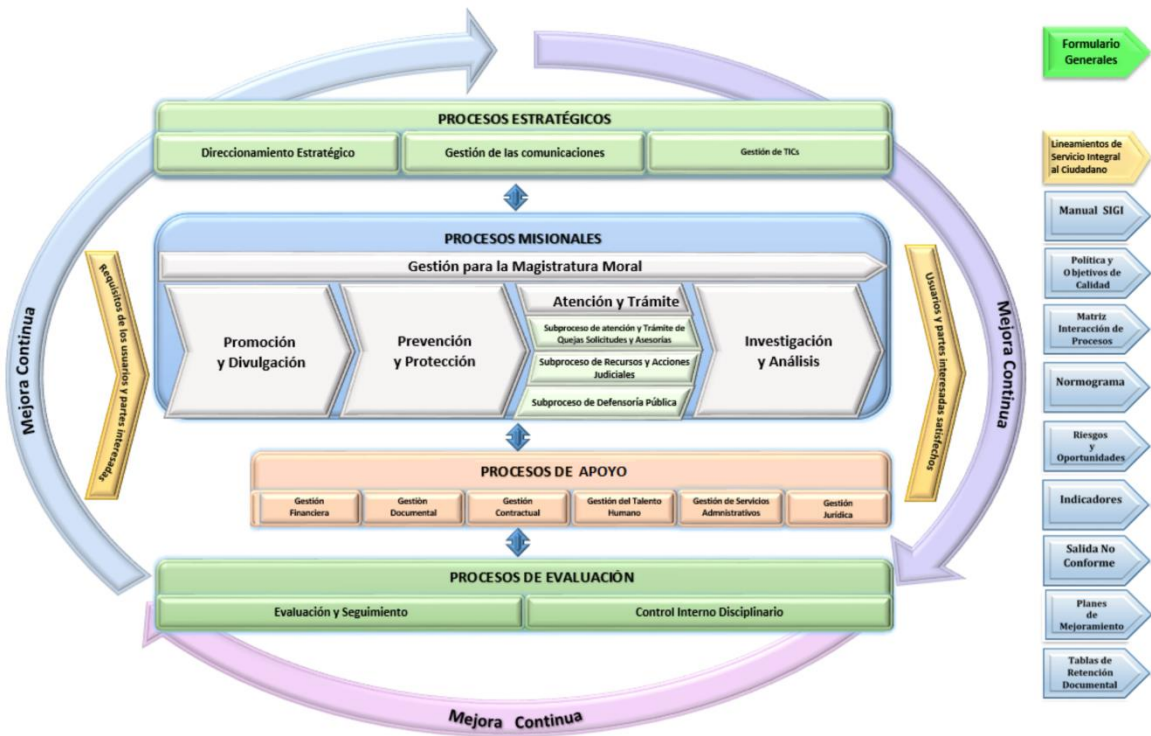 PROCESOS ESTRATÉGICOS
Direccionamiento Estratégico
Gestión de las comunicaciones
Gestión de TICs
PROCESOS MISIONALES
Gestión para la Magistratura Moral
Promoción
y Divulgación
Prevención
y Protección
Atención y Trámite
Subproceso de atención y Trámite de
Quejas Solicitudes y Asesorías
Subproceso de Recursos y Acciones
Judiciales
Subproceso de Defensoría Pública
Investigación
y Análisis
Requisitos de los usuarios y partes interesadas
Usuarios y partes interesadas satisfechos
Mejora Continua
Mejora Continua
PROCESOS DE APOYO
Gestión
Financiera
Gestión
Documental
Gestión
Contractual
Gestión del Talento
Humano
Gestión de Servicios
Admnistrativos
Gestión
Jurídica
PROCESOS DE EVALUACIÓN
Evaluación y Seguimiento
Control Interno Disciplinario
Mejora Continua
Formulario
Generales
Lineamientos de
Servicio Integral
al Ciudadano
Manual SIGI
Política y
Objetivos de
Calidad
Matriz
Interacción de
Procesos
Normograma
Riesgos
y
Oportunidades
Indicadores
Salida No
Conforme
Planes
de
Mejoramiento
Tablas de
Retención
Documental